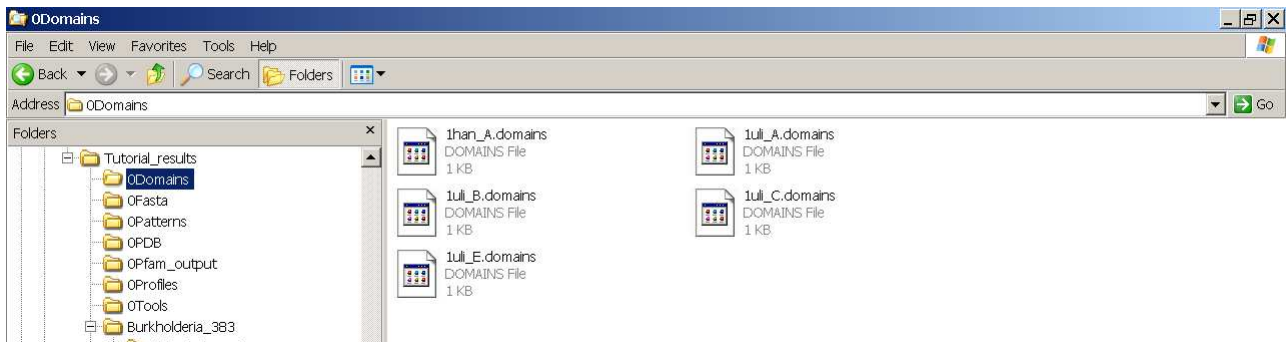 0Domains
File Edit View Favorites Tools Help
Back Search Folders
Address 0Domains Go
Folders
Tutorial_results
0Domains
0Fasta
0Patterns
0PDB
0Pfam_output
0Profiles
0Tools
Burkholderia_383
1han_A.domains
DOMAINS File
1 KB
1uli_A.domains
DOMAINS File
1 KB
1uli_B.domains
DOMAINS File
1 KB
1uli_C.domains
DOMAINS File
1 KB
1uli_E.domains
DOMAINS File
1 KB